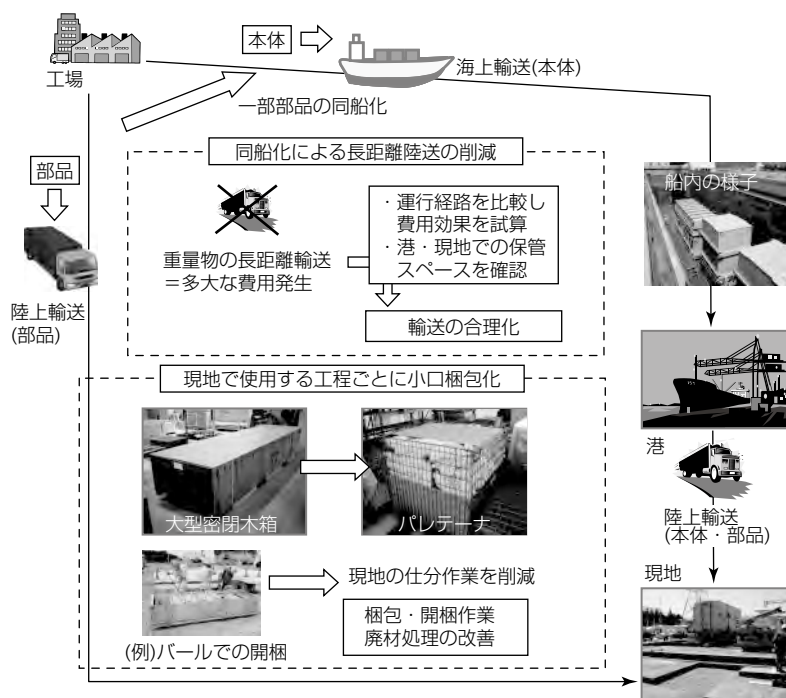 工場
本体
海上輸送(本体)
一部部品の同船化
部品
陸上輸送
(部品)
同船化による長距離陸送の削減
重量物の長距離輸送
＝多大な費用発生
・運行経路を比較し
費用効果を試算
・港・現地での保管
スペースを確認
輸送の合理化
船内の様子
港
陸上輸送
(本体・部品)
現地
現地で使用する工程ごとに小口梱包化
大型密閉木箱
パレテーナ
(例)バールでの開梱
現地の仕分作業を削減
梱包・開梱作業
廃材処理の改善